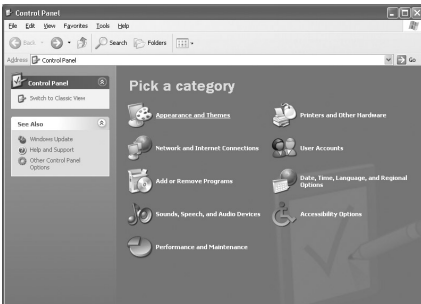 Control Panel
File Edit View Favorites Tools Help
Back Search Folders
Address Control Panel Go
Control Panel
Switch to Classic View
See Also
Windows Update
Help and Support
Other Control Panel
Options
Pick a category
Appearance and Themes
Printers and Other Hardware
Network and Internet Connections
User Accounts
Add or Remove Programs
Date, Time, Language, and Regional
Options
Sounds, Speech, and Audio Devices
Accessibility Options
Performance and Maintenance